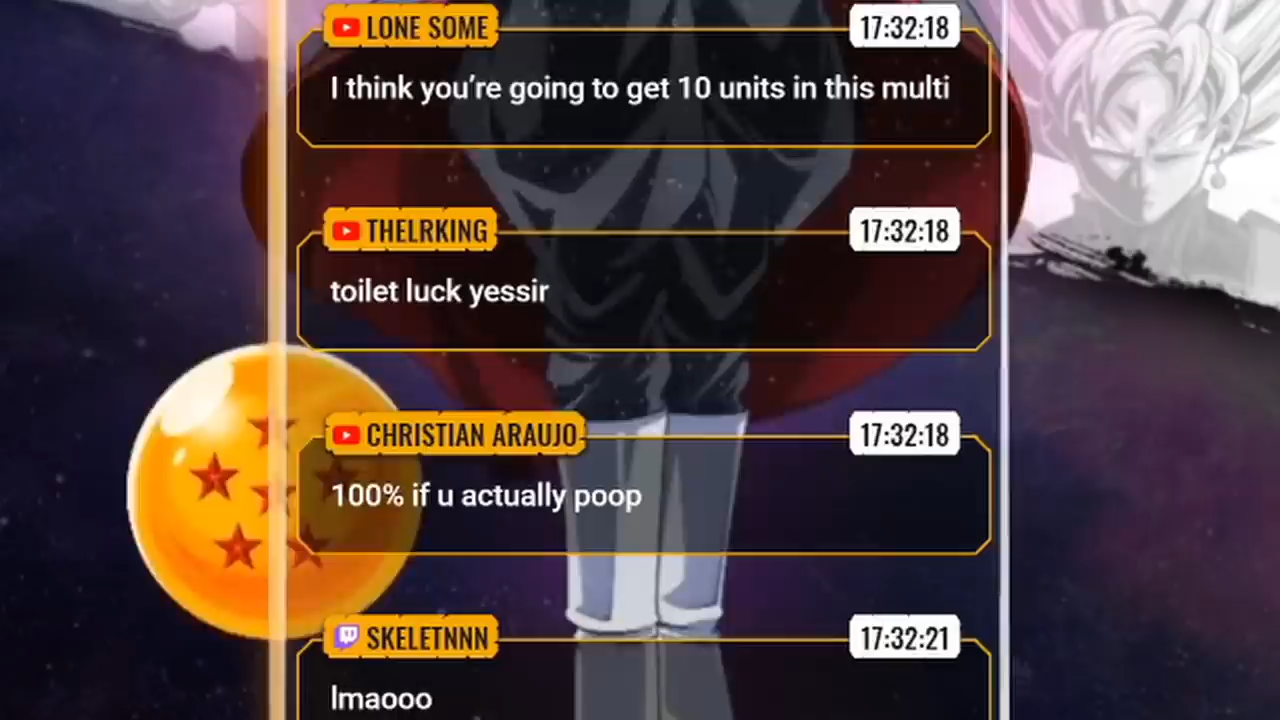 LONE SOME 17:32:18
I think you're going to get 10 units in this multi
THELRKING 17:32:18
toilet luck yessir
CHRISTIAN ARAUJO 17:32:18
100% if u actually poop
SKELETNNN 17:32:21
lmaooo